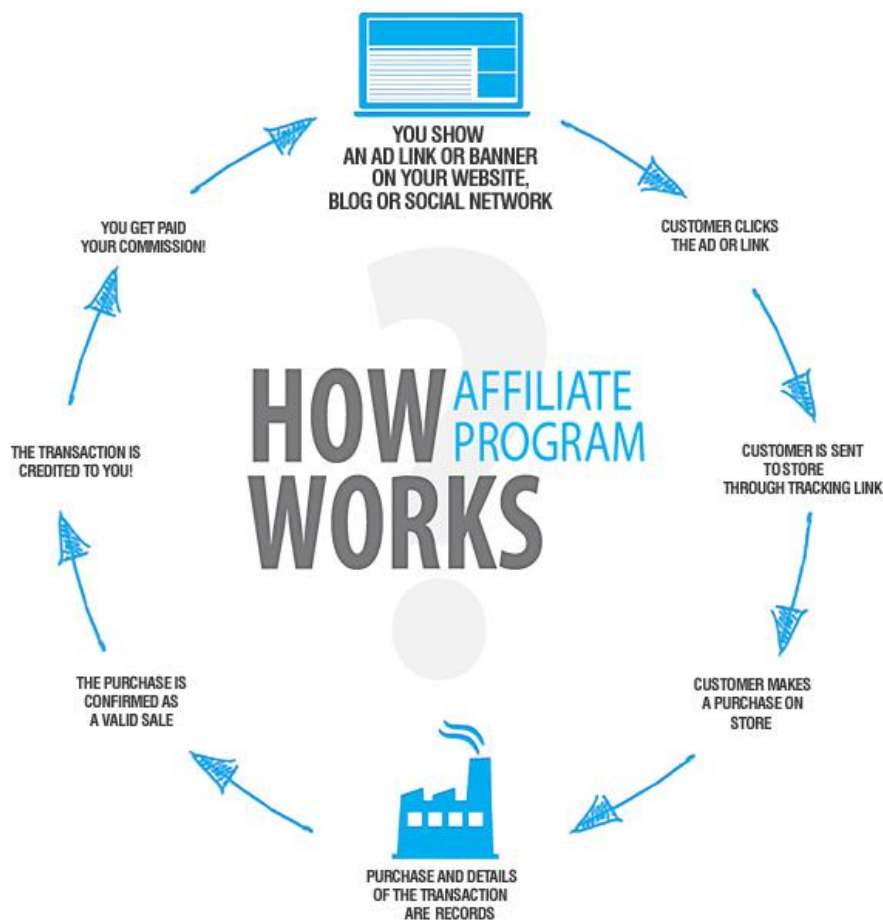 YOU SHOW
AN AD LINK OR BANNER
ON YOUR WEBSITE,
BLOG OR SOCIAL NETWORK
CUSTOMER CLICKS
THE AD OR LINK
CUSTOMER IS SENT
TO STORE
THROUGH TRACKING LINK
CUSTOMER MAKES
A PURCHASE ON
STORE
PURCHASE AND DETAILS
OF THE TRANSACTION
ARE RECORDS
THE PURCHASE IS
CONFIRMED AS
A VALID SALE
THE TRANSACTION IS
CREDITED TO YOU!
YOU GET PAID
YOUR COMMISSION!
HOW AFFILIATE
PROGRAM
WORKS
?